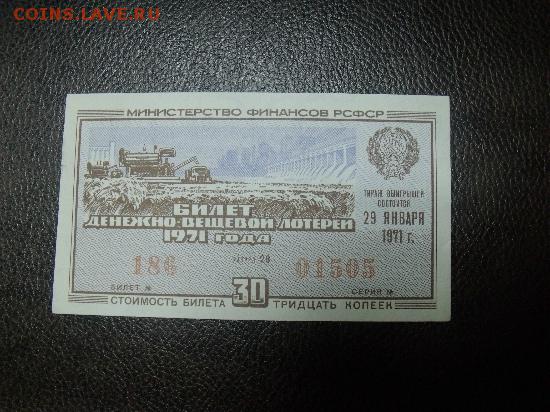 COINS.LAVE.RU
МИНИСТЕРСТВО ФИНАНСОВ РСФСР
ТИРАЖ ВЫИГРЫШЕЙ
СОСТОИТСЯ
29 ЯНВАРЯ
1971 г.
БИЛЕТ
ДЕНЕЖНО-ВЕЩЕВОЙ ЛОТЕРЕИ
1971 ГОДА
186
28
01505
БИЛЕТ №
СЕРИЯ №
СТОИМОСТЬ БИЛЕТА 30 ТРИДЦАТЬ КОПЕЕК